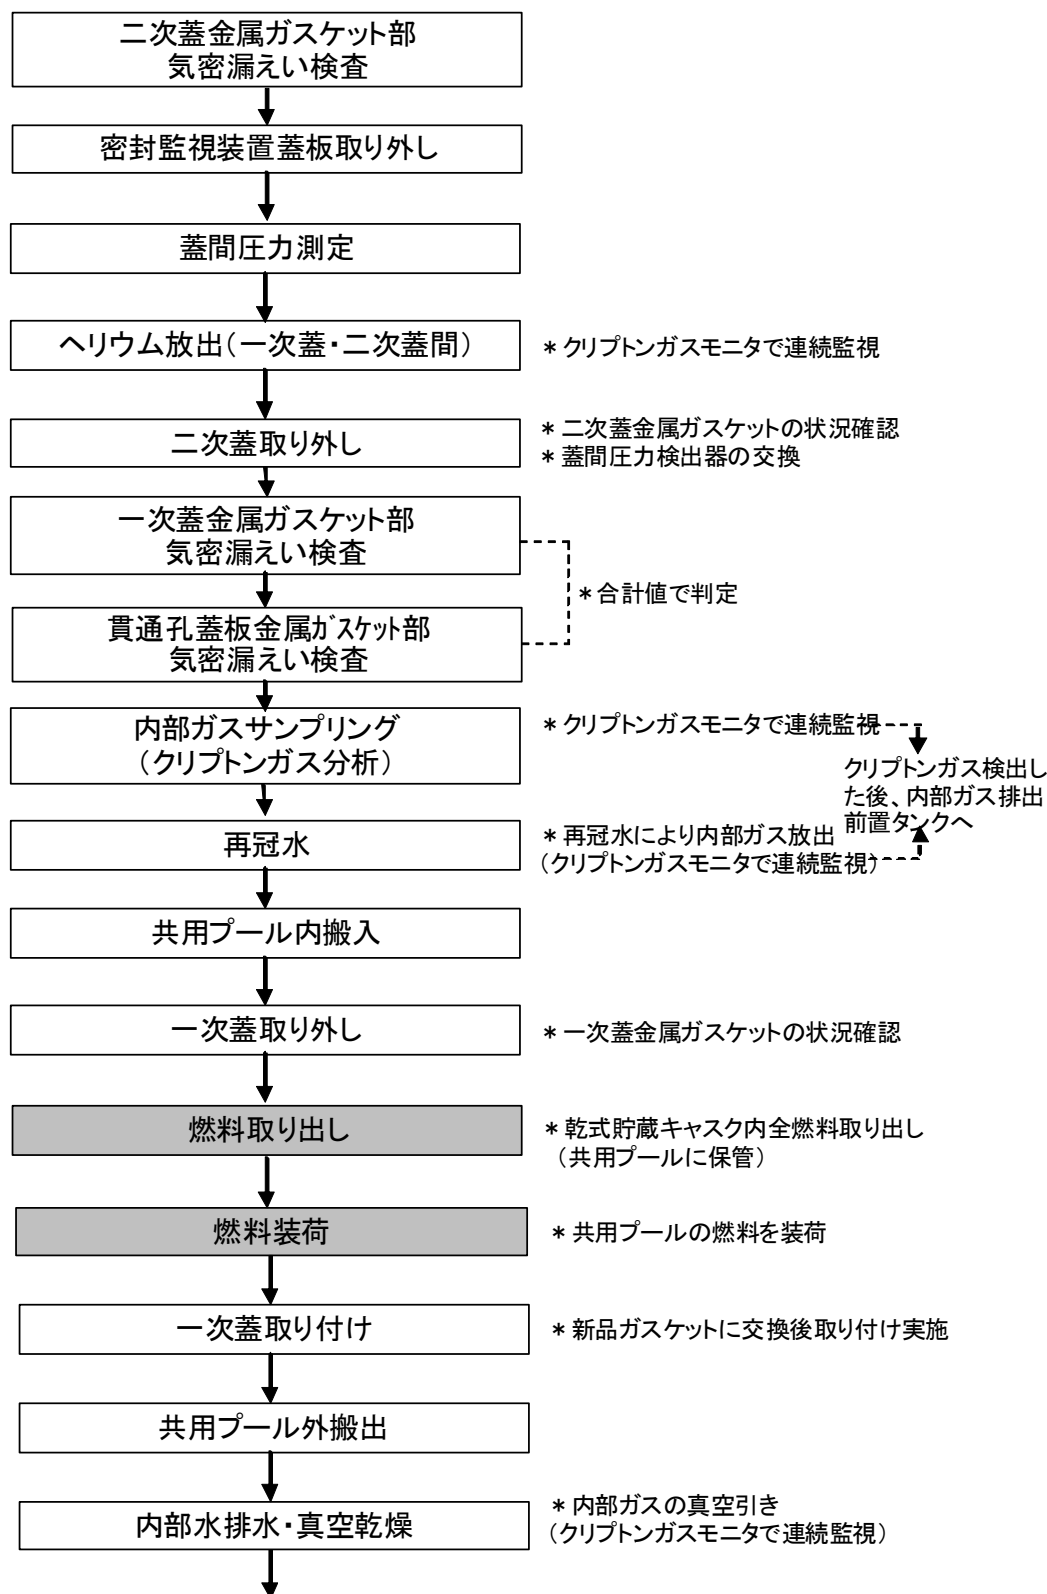 二次蓋金属ガスケット部
気密漏えい検査
密封監視装置蓋板取り外し
蓋間圧力測定
ヘリウム放出（一次蓋・二次蓋間）
＊クリプトンガスモニタで連続監視
二次蓋取り外し
＊二次蓋金属ガスケットの状況確認
＊蓋間圧力検出器の交換
一次蓋金属ガスケット部
気密漏えい検査
＊合計値で判定
貫通孔蓋板金属ｶﾞｽｹｯﾄ部
気密漏えい検査
内部ガスサンプリング
（クリプトンガス分析）
＊クリプトンガスモニタで連続監視
クリプトンガス検出し
た後、内部ガス排出
前置タンクへ
再冠水
＊再冠水により内部ガス放出
（クリプトンガスモニタで連続監視）
共用プール内搬入
一次蓋取り外し
＊一次蓋金属ガスケットの状況確認
燃料取り出し
＊乾式貯蔵キャスク内全燃料取り出し
（共用プールに保管）
燃料装荷
＊共用プールの燃料を装荷
一次蓋取り付け
＊新品ガスケットに交換後取り付け実施
共用プール外搬出
内部水排水・真空乾燥
＊内部ガスの真空引き
（クリプトンガスモニタで連続監視）